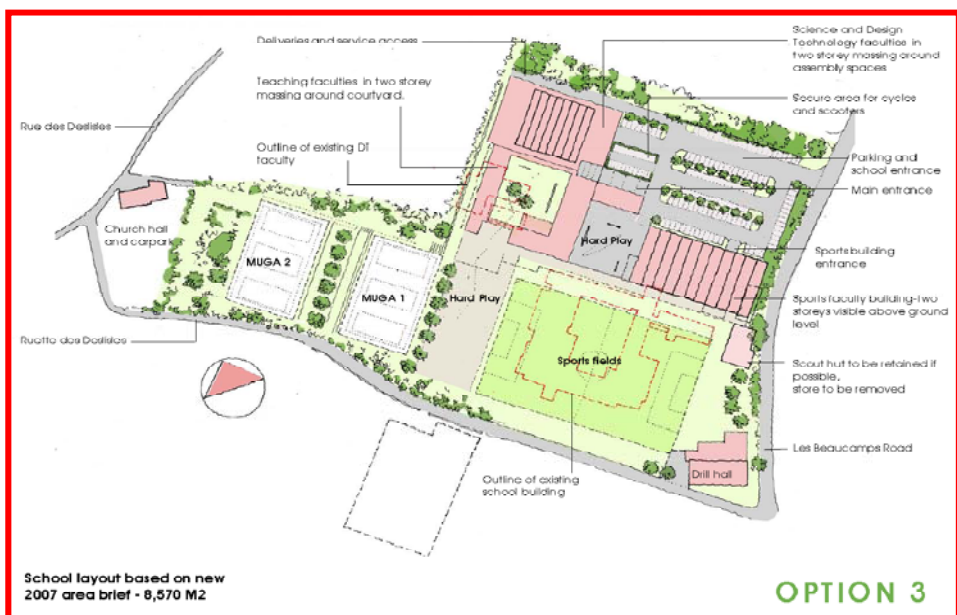 Deliveries and service access
Teaching faculties in two storey
massing around courtyard.
Rue des Deslisles
Outline of existing DT
faculty
Church hall
and carpark
MUGA 2
MUGA 1
Hard Play
Hard Play
Sports fields
Ruette des Deslisles
Outline of existing
school building
Drill hall
Science and Design
Technology faculties in
two storey massing around
assembly spaces
Secure area for cycles
and scooters
Parking and
school entrance
Main entrance
Sports building
entrance
Sports faculty building-two
storeys visible above ground
level
Scout hut to be retained if
possible,
store to be removed
Les Beaucamps Road
School layout based on new
2007 area brief - 8,570 M2
OPTION 3